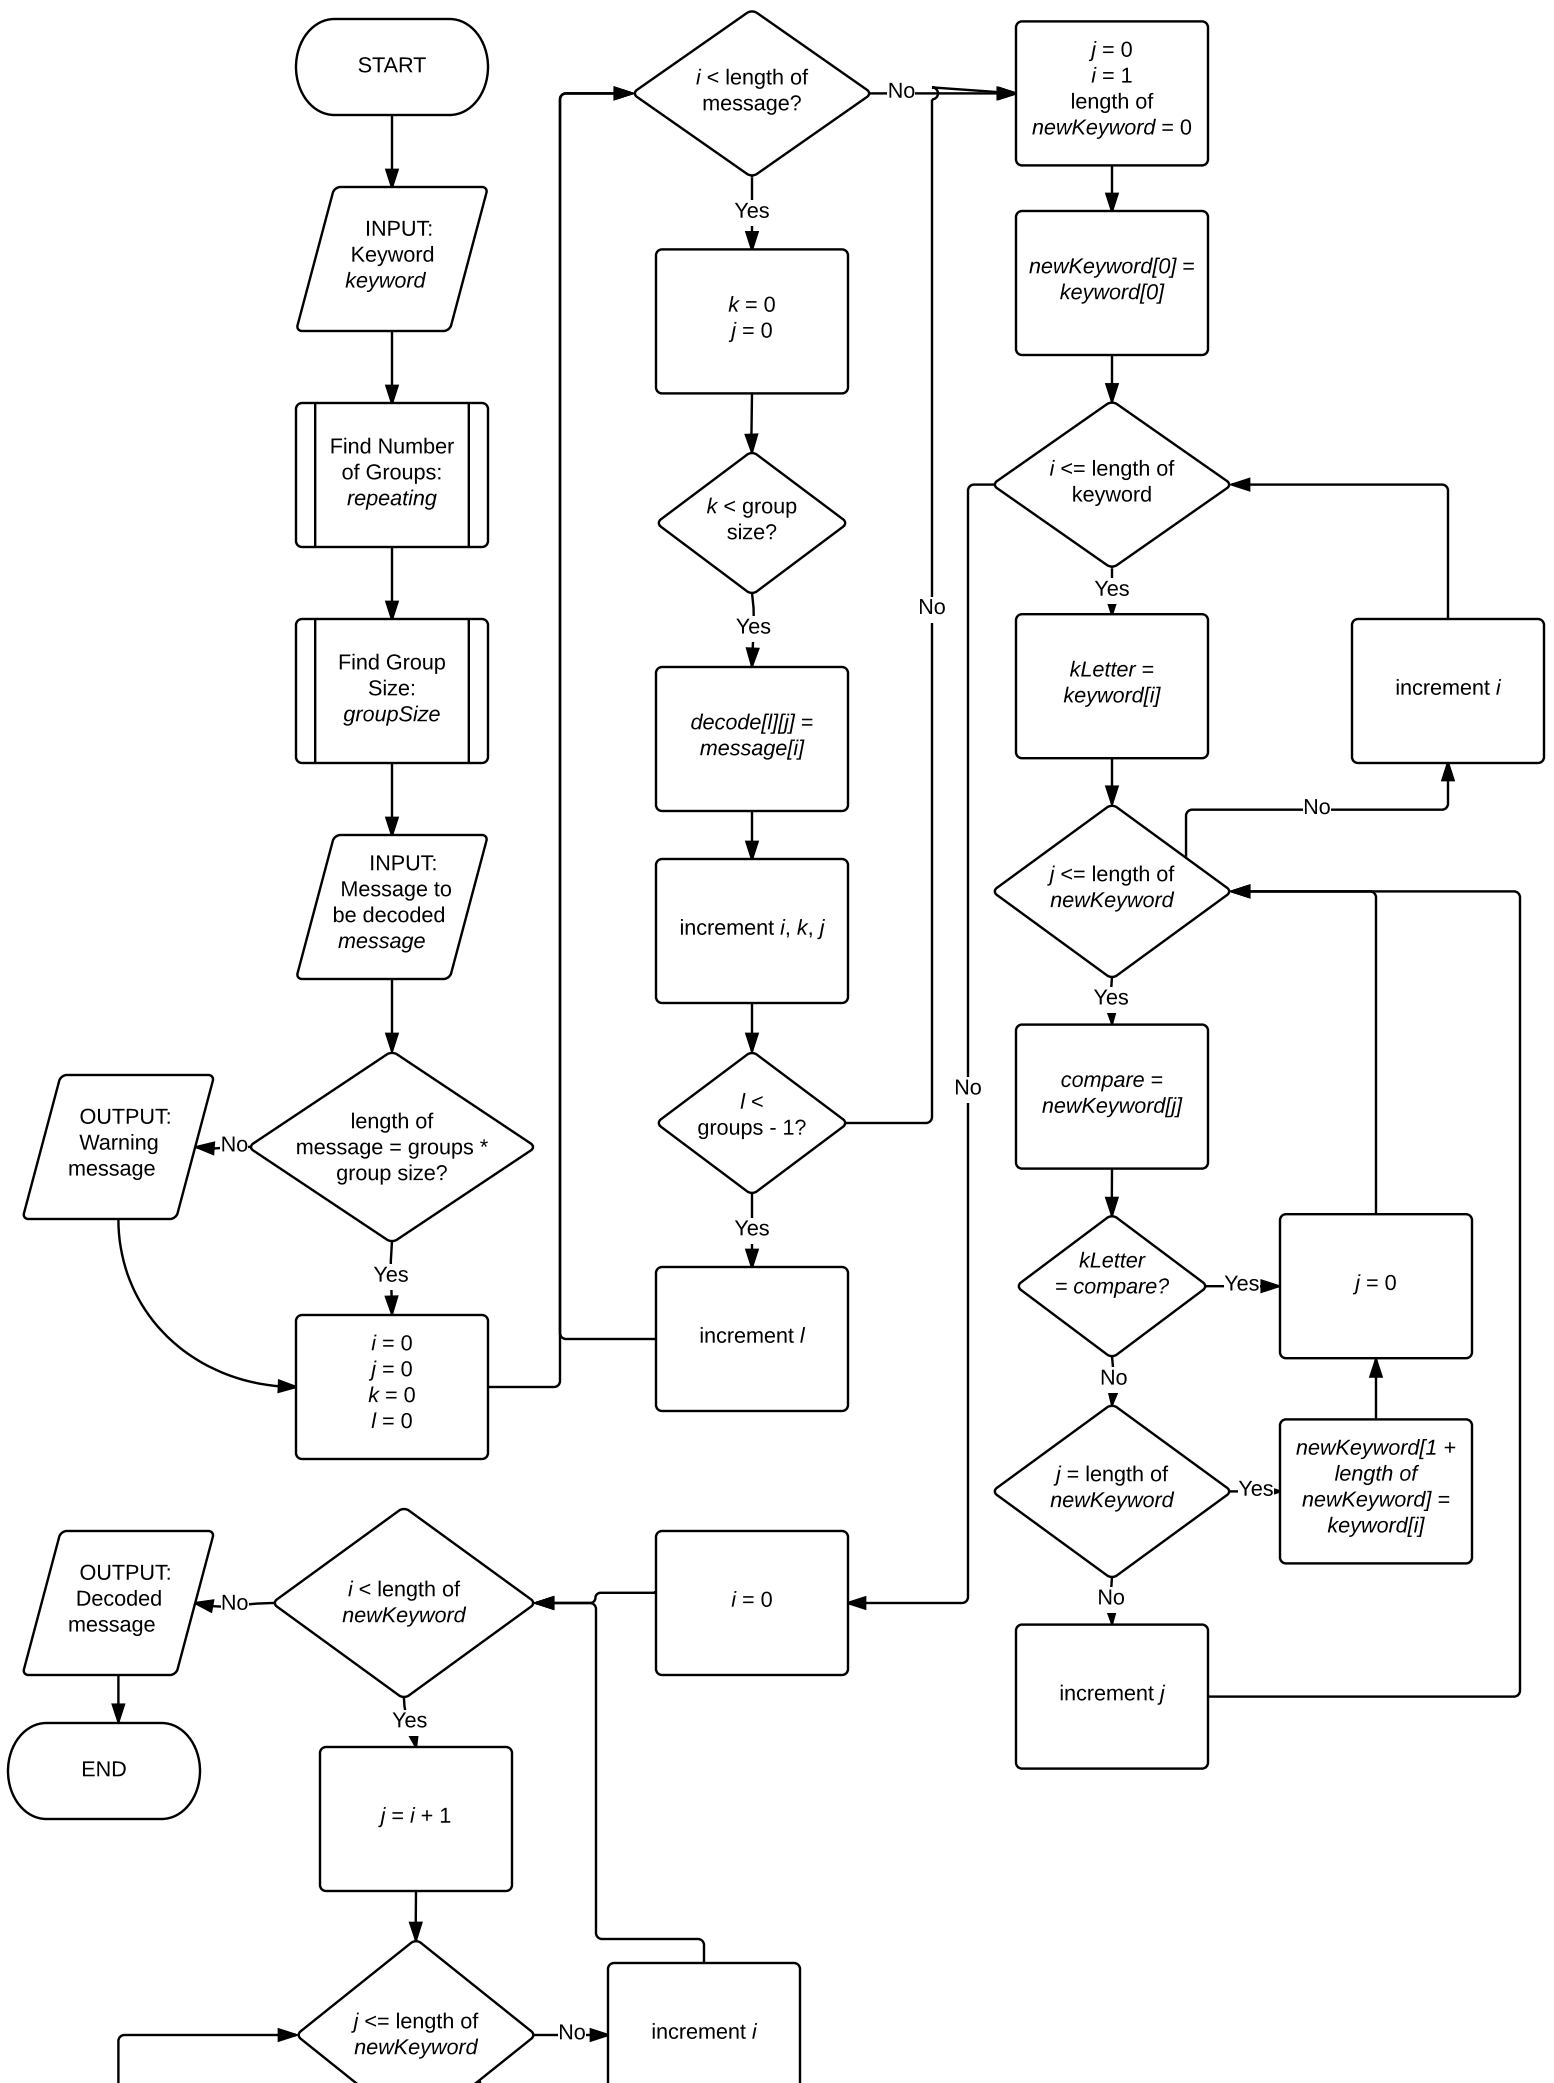 START
INPUT:
Keyword
keyword
Find Number
of Groups:
repeating
Find Group
Size:
groupSize
INPUT:
Message to
be decoded
message
length of
message = groups *
group size?
No
OUTPUT:
Warning
message
Yes
i = 0
j = 0
k = 0
l = 0
i < length of
message?
No
Yes
k = 0
j = 0
k < group
size?
Yes
decode[l][j] =
message[i]
increment i, k, j
l <
groups - 1?
No
Yes
increment l
j = 0
i = 1
length of
newKeyword = 0
newKeyword[0] =
keyword[0]
i <= length of
keyword
No
Yes
kLetter =
keyword[i]
increment i
j <= length of
newKeyword
No
Yes
compare =
newKeyword[j]
kLetter
= compare?
Yes
j = 0
No
j = length of
newKeyword
Yes
newKeyword[1 +
length of
newKeyword] =
keyword[i]
No
increment j
i = 0
i < length of
newKeyword
No
OUTPUT:
Decoded
message
END
Yes
j = i + 1
j <= length of
newKeyword
No
increment i